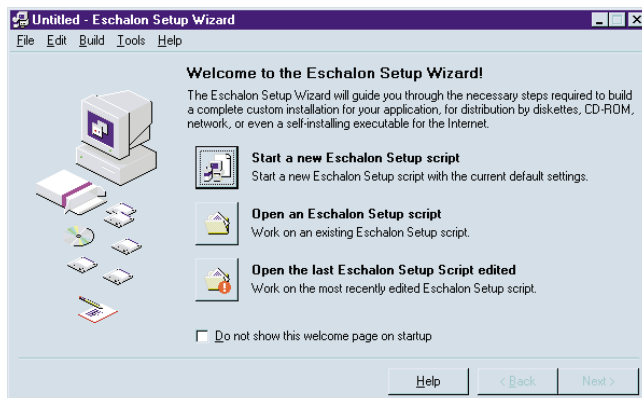 Untitled - Eschalon Setup Wizard
File Edit Build Tools Help
Welcome to the Eschalon Setup Wizard!
The Eschalon Setup Wizard will guide you through the necessary steps required to build
a complete custom installation for your application, for distribution by diskettes, CD-ROM,
network, or even a self-installing executable for the Internet.
Start a new Eschalon Setup script
Start a new Eschalon Setup script with the current default settings.
Open an Eschalon Setup script
Work on an existing Eschalon Setup script.
Open the last Eschalon Setup Script edited
Work on the most recently edited Eschalon Setup script.
Do not show this welcome page on startup
Help < Back Next >